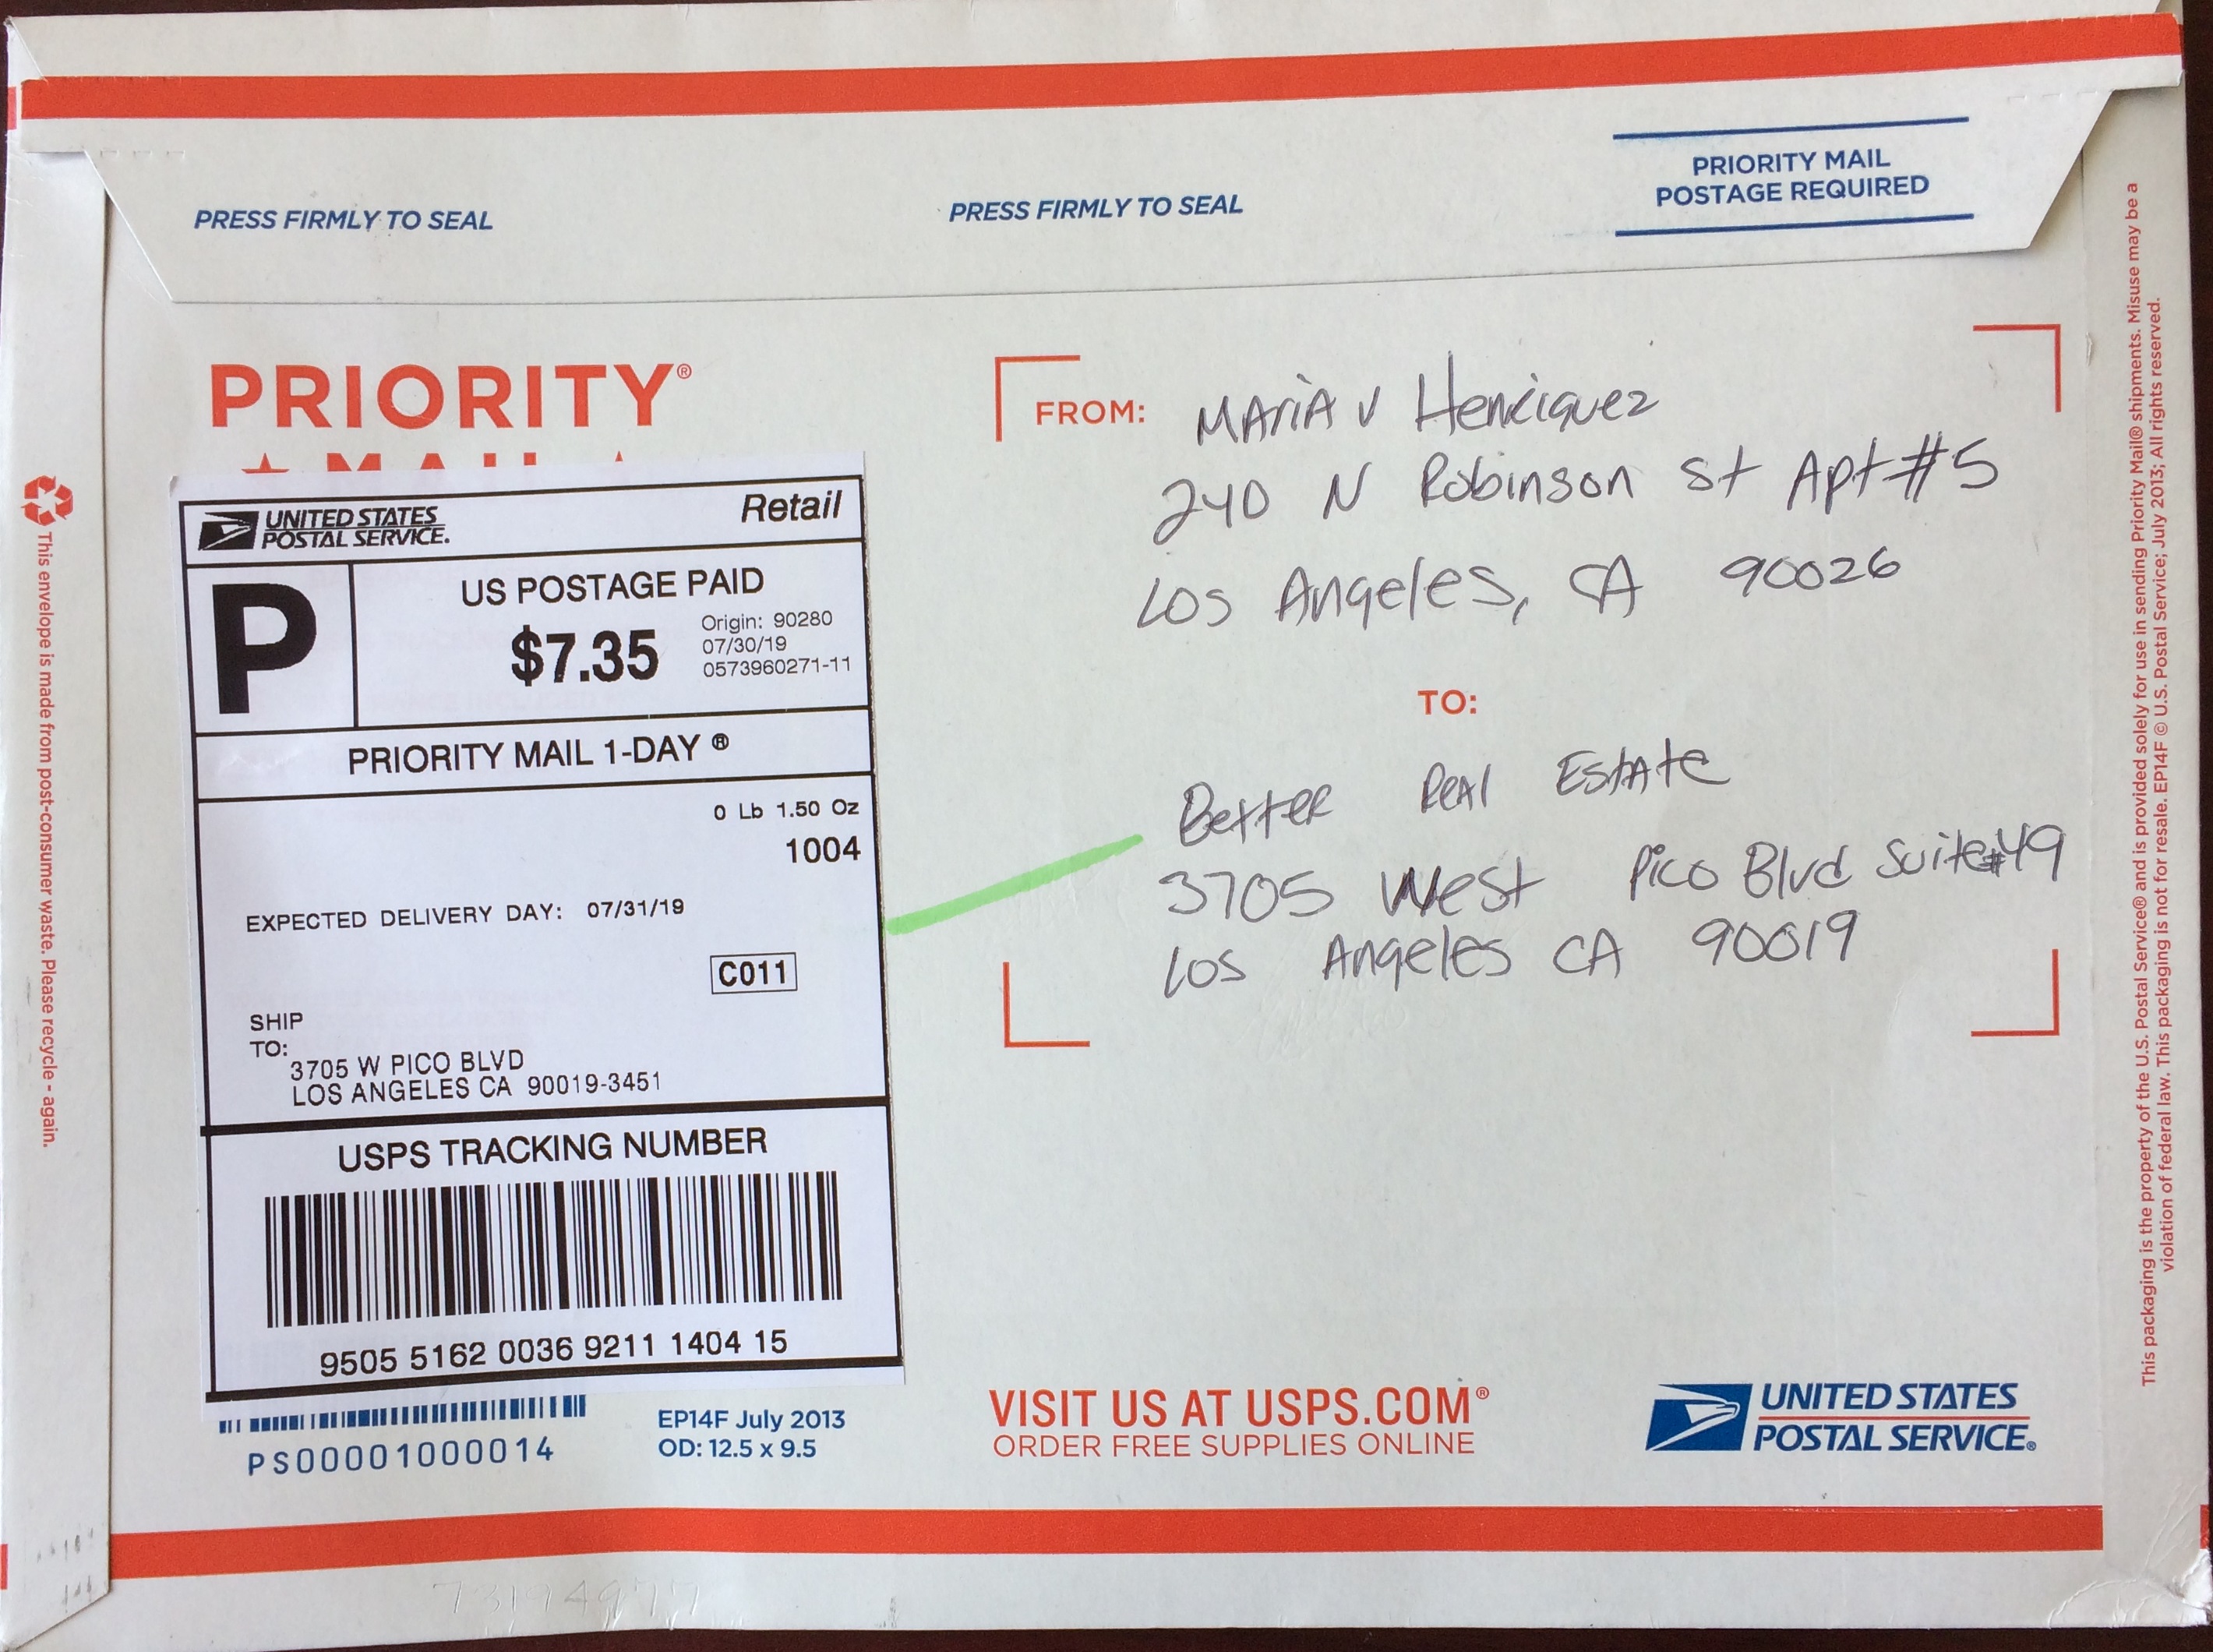 PRESS FIRMLY TO SEAL
PRESS FIRMLY TO SEAL
PRIORITY MAIL
POSTAGE REQUIRED
PRIORITY®
★ MAIL ★
UNITED STATES
POSTAL SERVICE.
Retail
P
US POSTAGE PAID
$7.35
Origin: 90280
07/30/19
0573960271-11
PRIORITY MAIL 1-DAY ®
0 Lb 1.50 Oz
1004
EXPECTED DELIVERY DAY: 07/31/19
C011
SHIP
TO:
3705 W PICO BLVD
LOS ANGELES CA 90019-3451
USPS TRACKING NUMBER
9505 5162 0036 9211 1404 15
PS00001000014
EP14F July 2013
OD: 12.5 x 9.5
FROM: MARIA V Henriquez
240 N Robinson St Apt #5
Los Angeles, CA 90026
TO:
Better Real Estate
3705 West Pico Blvd Suite#49
Los Angeles CA 90019
VISIT US AT USPS.COM®
ORDER FREE SUPPLIES ONLINE
UNITED STATES
POSTAL SERVICE®
This envelope is made from post-consumer waste. Please recycle - again.
This packaging is the property of the U.S. Postal Service® and is provided solely for use in sending Priority Mail® shipments. Misuse may be a
violation of federal law. This packaging is not for resale. EP14F © U.S. Postal Service; July 2013; All rights reserved.